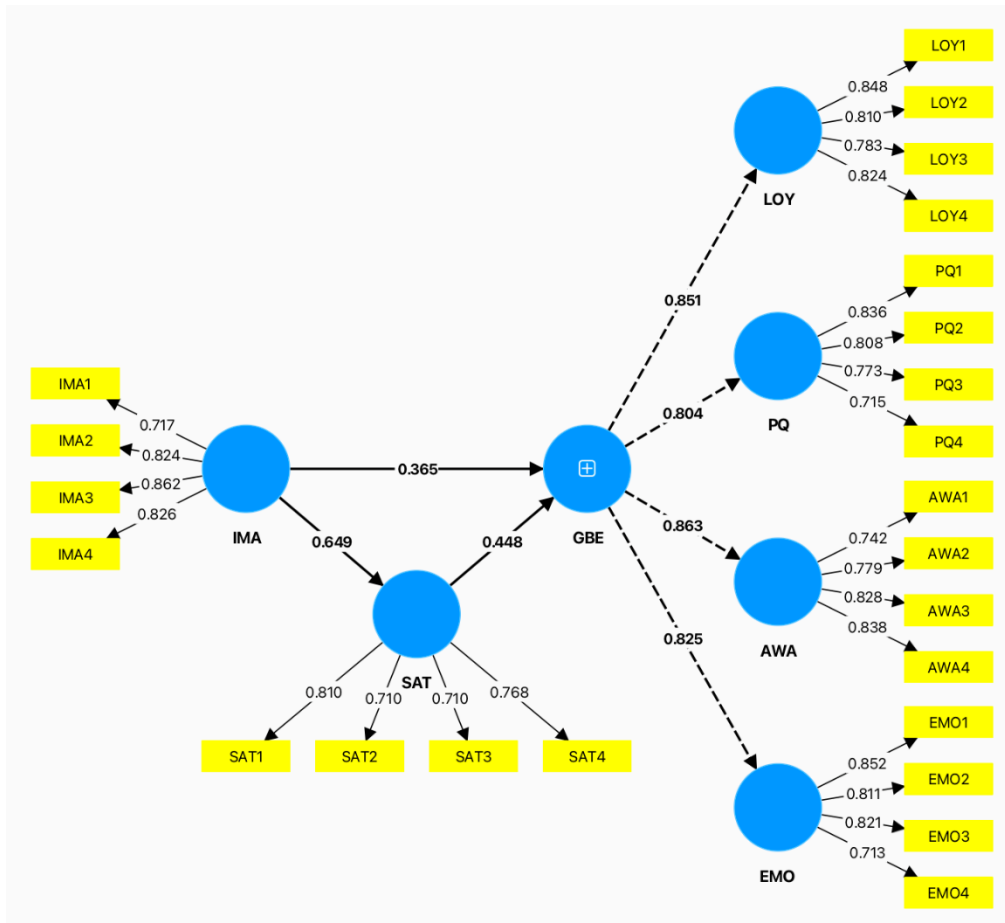 LOY1
0.848
LOY2
0.810
LOY3
0.783
0.824
LOY4
LOY
PQ1
0.851
0.836
PQ2
0.808
PQ3
0.773
0.715
PQ4
PQ
0.804
IMA1
0.717
IMA2
0.824
IMA3
0.862
0.826
IMA4
IMA
0.365
GBE
0.649
0.448
0.863
AWA1
0.742
AWA2
0.779
AWA3
0.828
0.838
AWA4
AWA
0.825
SAT
0.810
0.710
0.710
0.768
SAT1
SAT2
SAT3
SAT4
EMO1
0.852
EMO2
0.811
EMO3
0.821
0.713
EMO4
EMO